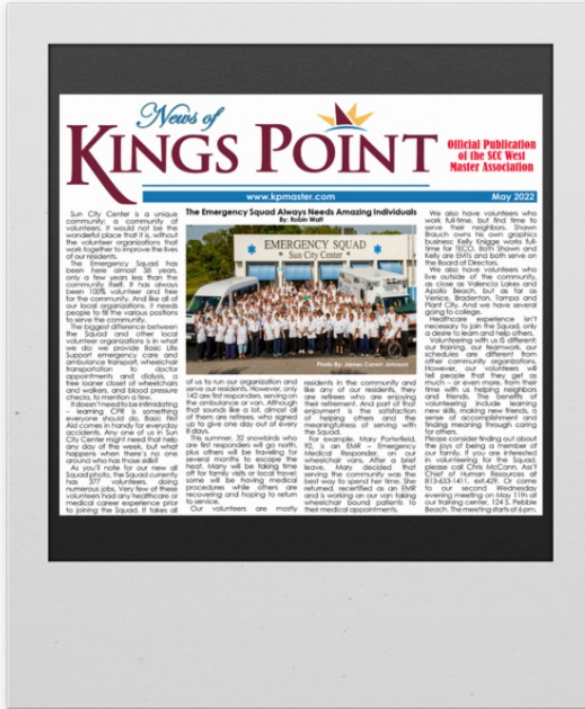 News of
KINGS POINT
Official Publication
of the SCC West
Master Association
www.kpmaster.com
May 2022
The Emergency Squad Always Needs Amazing Individuals
By: Robin Watt
Sun City Center is a unique
community; a community of
volunteers. It would not be the
wonderful place that it is, without
the volunteer organizations that
work together to improve the lives
of our residents.
The Emergency Squad has
been here almost 58 years,
only a few years less than the
community itself. It has always
been 100% volunteer and free
for the community. And like all of
our local organizations, it needs
people to fill the various positions
to serve the community.
The biggest difference between
the Squad and other local
volunteer organizations is in what
we do; we provide Basic Life
Support emergency care and
ambulance transport, wheelchair
transportation to doctor
appointments and dialysis, a
free loaner closet of wheelchairs
and walkers, and blood pressure
checks, to mention a few.
It doesn't need to be intimidating
– learning CPR is something
everyone should do. Basic First
Aid comes in handy for everyday
accidents. Any one of us in Sun
City Center might need that help
any day of the week, but what
happens when there's no one
around who has those skills?
As you'll note for our new all
Squad photo, the Squad currently
has 377 volunteers, doing
numerous jobs. Very few of these
volunteers had any healthcare or
medical career experience prior
to joining the Squad. It takes all
EMERGENCY SQUAD
Sun City Center
Photo By: James Corwin Johnson
of us to run our organization and
serve our residents. However, only
142 are first responders, serving on
the ambulance or van. Although
that sounds like a lot, almost all
of them are retirees, who signed
up to give one day out of every
8 days.
This summer, 32 snowbirds who
are first responders will go north,
plus others will be traveling for
several months to escape the
heat. Many will be taking time
off for family visits or local travel;
some will be having medical
procedures while others are
recovering and hoping to return
to service.
Our volunteers are mostly
residents in the community and
like any of our residents, they
are retirees who are enjoying
their retirement. And part of that
enjoyment is the satisfaction
of helping others and the
meaningfulness of serving with
the Squad.
For example, Mary Porterfield,
92, is an EMR – Emergency
Medical Responder, on our
wheelchair vans. After a brief
leave, Mary decided that
serving the community was the
best way to spend her time. She
returned, recertified as an EMR
and is working on our van taking
wheelchair bound patients to
their medical appointments.
We also have volunteers who
work full-time, but find time to
serve their neighbors. Shawn
Brauch owns his own graphics
business; Kelly Knigge works full-
time for TECO. Both Shawn and
Kelly are EMTs and both serve on
the Board of Directors.
We also have volunteers who
live outside of the community,
as close as Valencia Lakes and
Apollo Beach, but as far as
Venice, Bradenton, Tampa and
Plant City. And we have several
going to college.
Healthcare experience isn't
necessary to join the Squad, only
a desire to learn and help others.
Volunteering with us IS different;
our training, our teamwork, our
schedules are different from
other community organizations.
However, our volunteers will
tell people that they get as
much – or even more, from their
time with us helping neighbors
and friends. The benefits of
volunteering include learning
new skills, making new friends, a
sense of accomplishment and
finding meaning through caring
for others.
Please consider finding out about
the joys of being a member of
our family. If you are interested
in volunteering for the Squad,
please call Chris McCann, Ass't
Chief of Human Resources at
813-633-1411, ext.429. Or come
to our second Wednesday
evening meeting on May 11th at
our training center, 124 S. Pebble
Beach. The meeting starts at 6 pm.